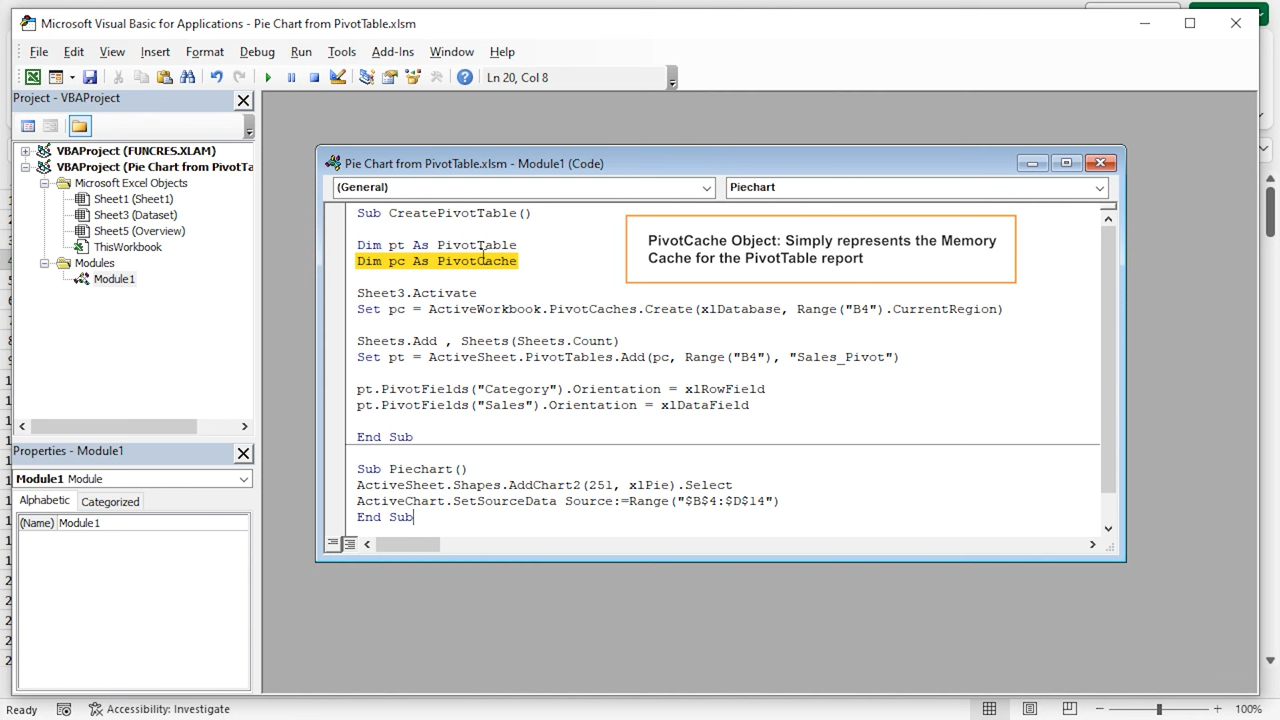 Microsoft Visual Basic for Applications - Pie Chart from PivotTable.xlsm
File Edit View Insert Format Debug Run Tools Add-Ins Window Help
Ln 20, Col 8
Project - VBAProject
VBAProject (FUNCRES.XLAM)
VBAProject (Pie Chart from PivotTa
Microsoft Excel Objects
Sheet1 (Sheet1)
Sheet3 (Dataset)
Sheet5 (Overview)
ThisWorkbook
Modules
Module1
Properties - Module1
Module1 Module
Alphabetic Categorized
(Name) Module1
Pie Chart from PivotTable.xlsm - Module1 (Code)
(General) Piechart
Sub CreatePivotTable()
Dim pt As PivotTable
Dim pc As PivotCache
PivotCache Object: Simply represents the Memory
Cache for the PivotTable report
Sheet3.Activate
Set pc = ActiveWorkbook.PivotCaches.Create(xlDatabase, Range("B4").CurrentRegion)
Sheets.Add , Sheets(Sheets.Count)
Set pt = ActiveSheet.PivotTables.Add(pc, Range("B4"), "Sales_Pivot")
pt.PivotFields("Category").Orientation = xlRowField
pt.PivotFields("Sales").Orientation = xlDataField
End Sub
Sub Piechart()
ActiveSheet.Shapes.AddChart2(251, xlPie).Select
ActiveChart.SetSourceData Source:=Range("$B$4:$D$14")
End Sub
Ready Accessibility: Investigate 100%